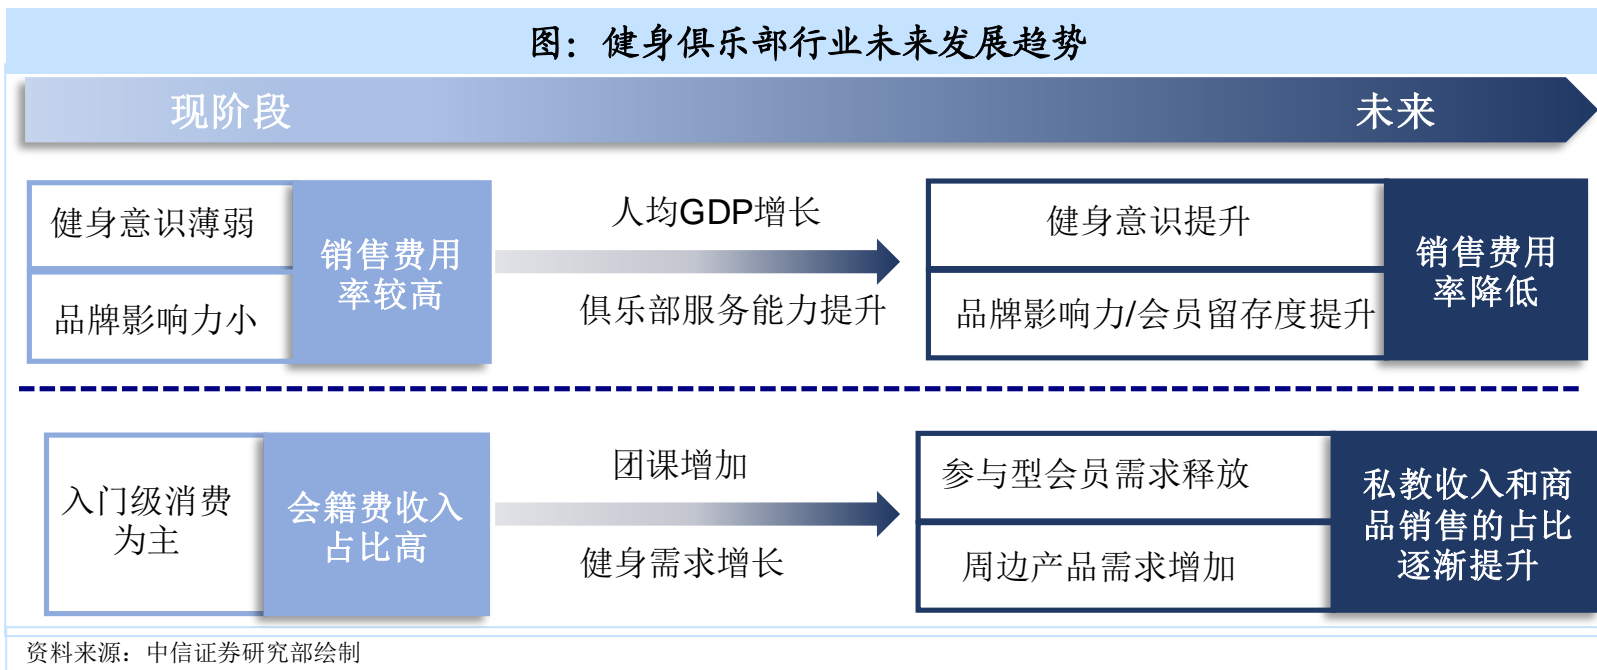 图：健身俱乐部行业未来发展趋势
现阶段
未来
健身意识薄弱
品牌影响力小
销售费用
率较高
人均GDP增长
俱乐部服务能力提升
健身意识提升
品牌影响力/会员留存度提升
销售费用
率降低
入门级消费
为主
会籍费收入
占比高
团课增加
健身需求增长
参与型会员需求释放
周边产品需求增加
私教收入和商
品销售的占比
逐渐提升
资料来源：中信证券研究部绘制